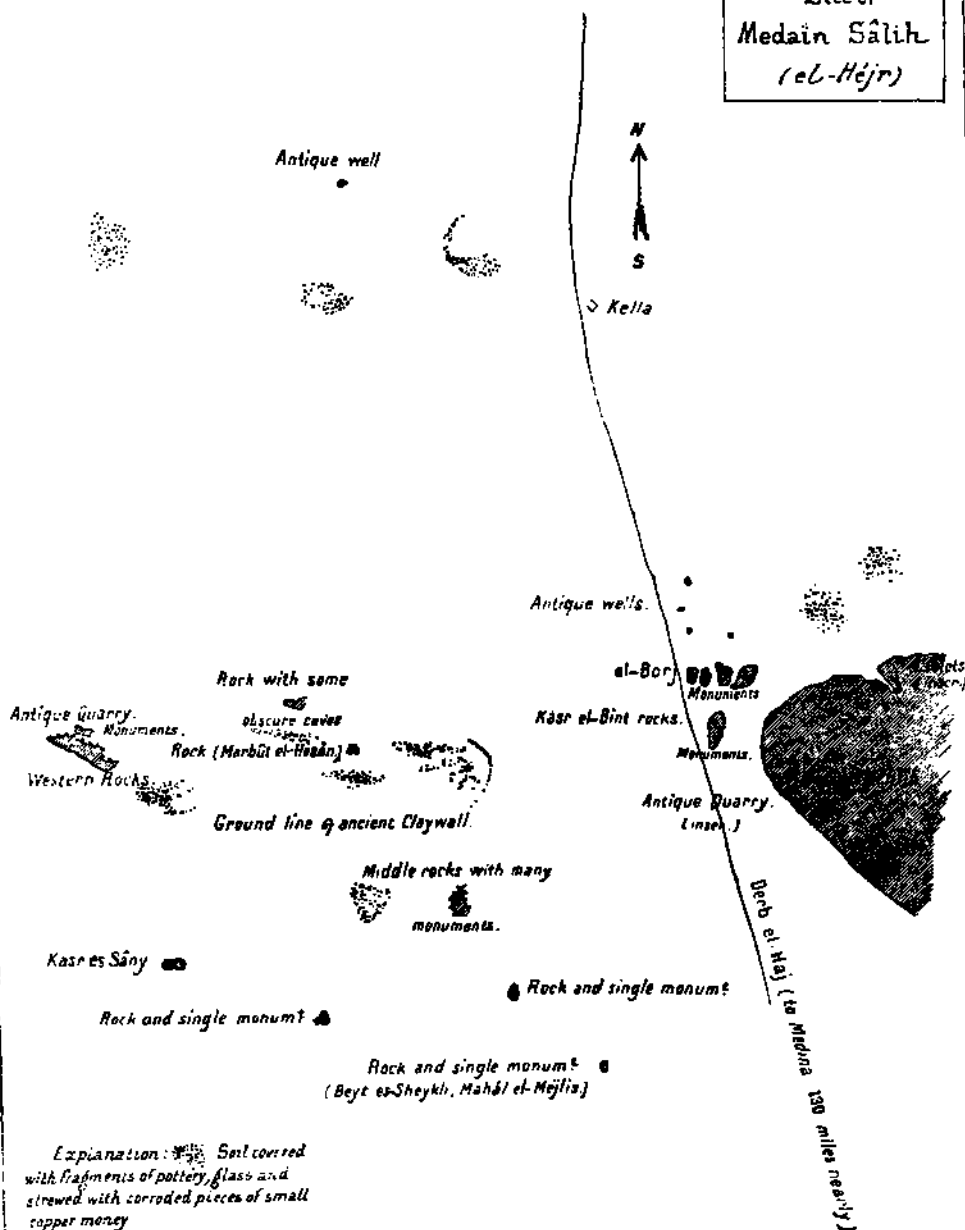 Medaïn Sâlih
(el-Héjr)
Antique well
N
S
Kella
Antique wells.
el-Borj
Monuments
Rock with some
obscure caves
Antique Quarry.
Monuments.
Rock (Marbût el-Hosân)
Western Rocks.
Kasr el-Bint rocks.
Monuments.
Antique Quarry.
(inscr.)
Ground line of ancient Claywall.
Middle rocks with many
monuments.
Derb el-Haj (to Medina 130 miles nearly)
Kasr es Sâny
Rock and single monumt
Rock and single monumt
Rock and single monumt
(Beyt es-Sheykh, Mahál el-Mejlis)
Explanation: Soil covered
with fragments of pottery, glass and
strewed with corroded pieces of small
copper money